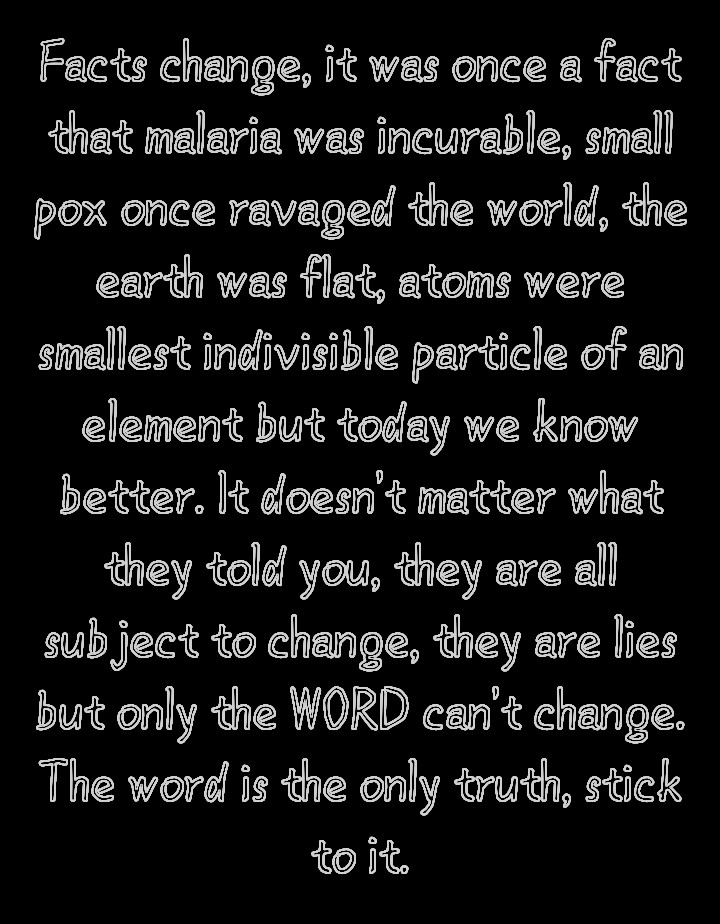 Facts change, it was once a fact
that malaria was incurable, small
pox once ravaged the world, the
earth was flat, atoms were
smallest indivisible particle of an
element but today we know
better. It doesn't matter what
they told you, they are all
subject to change, they are lies
but only the WORD can't change.
The word is the only truth, stick
to it.